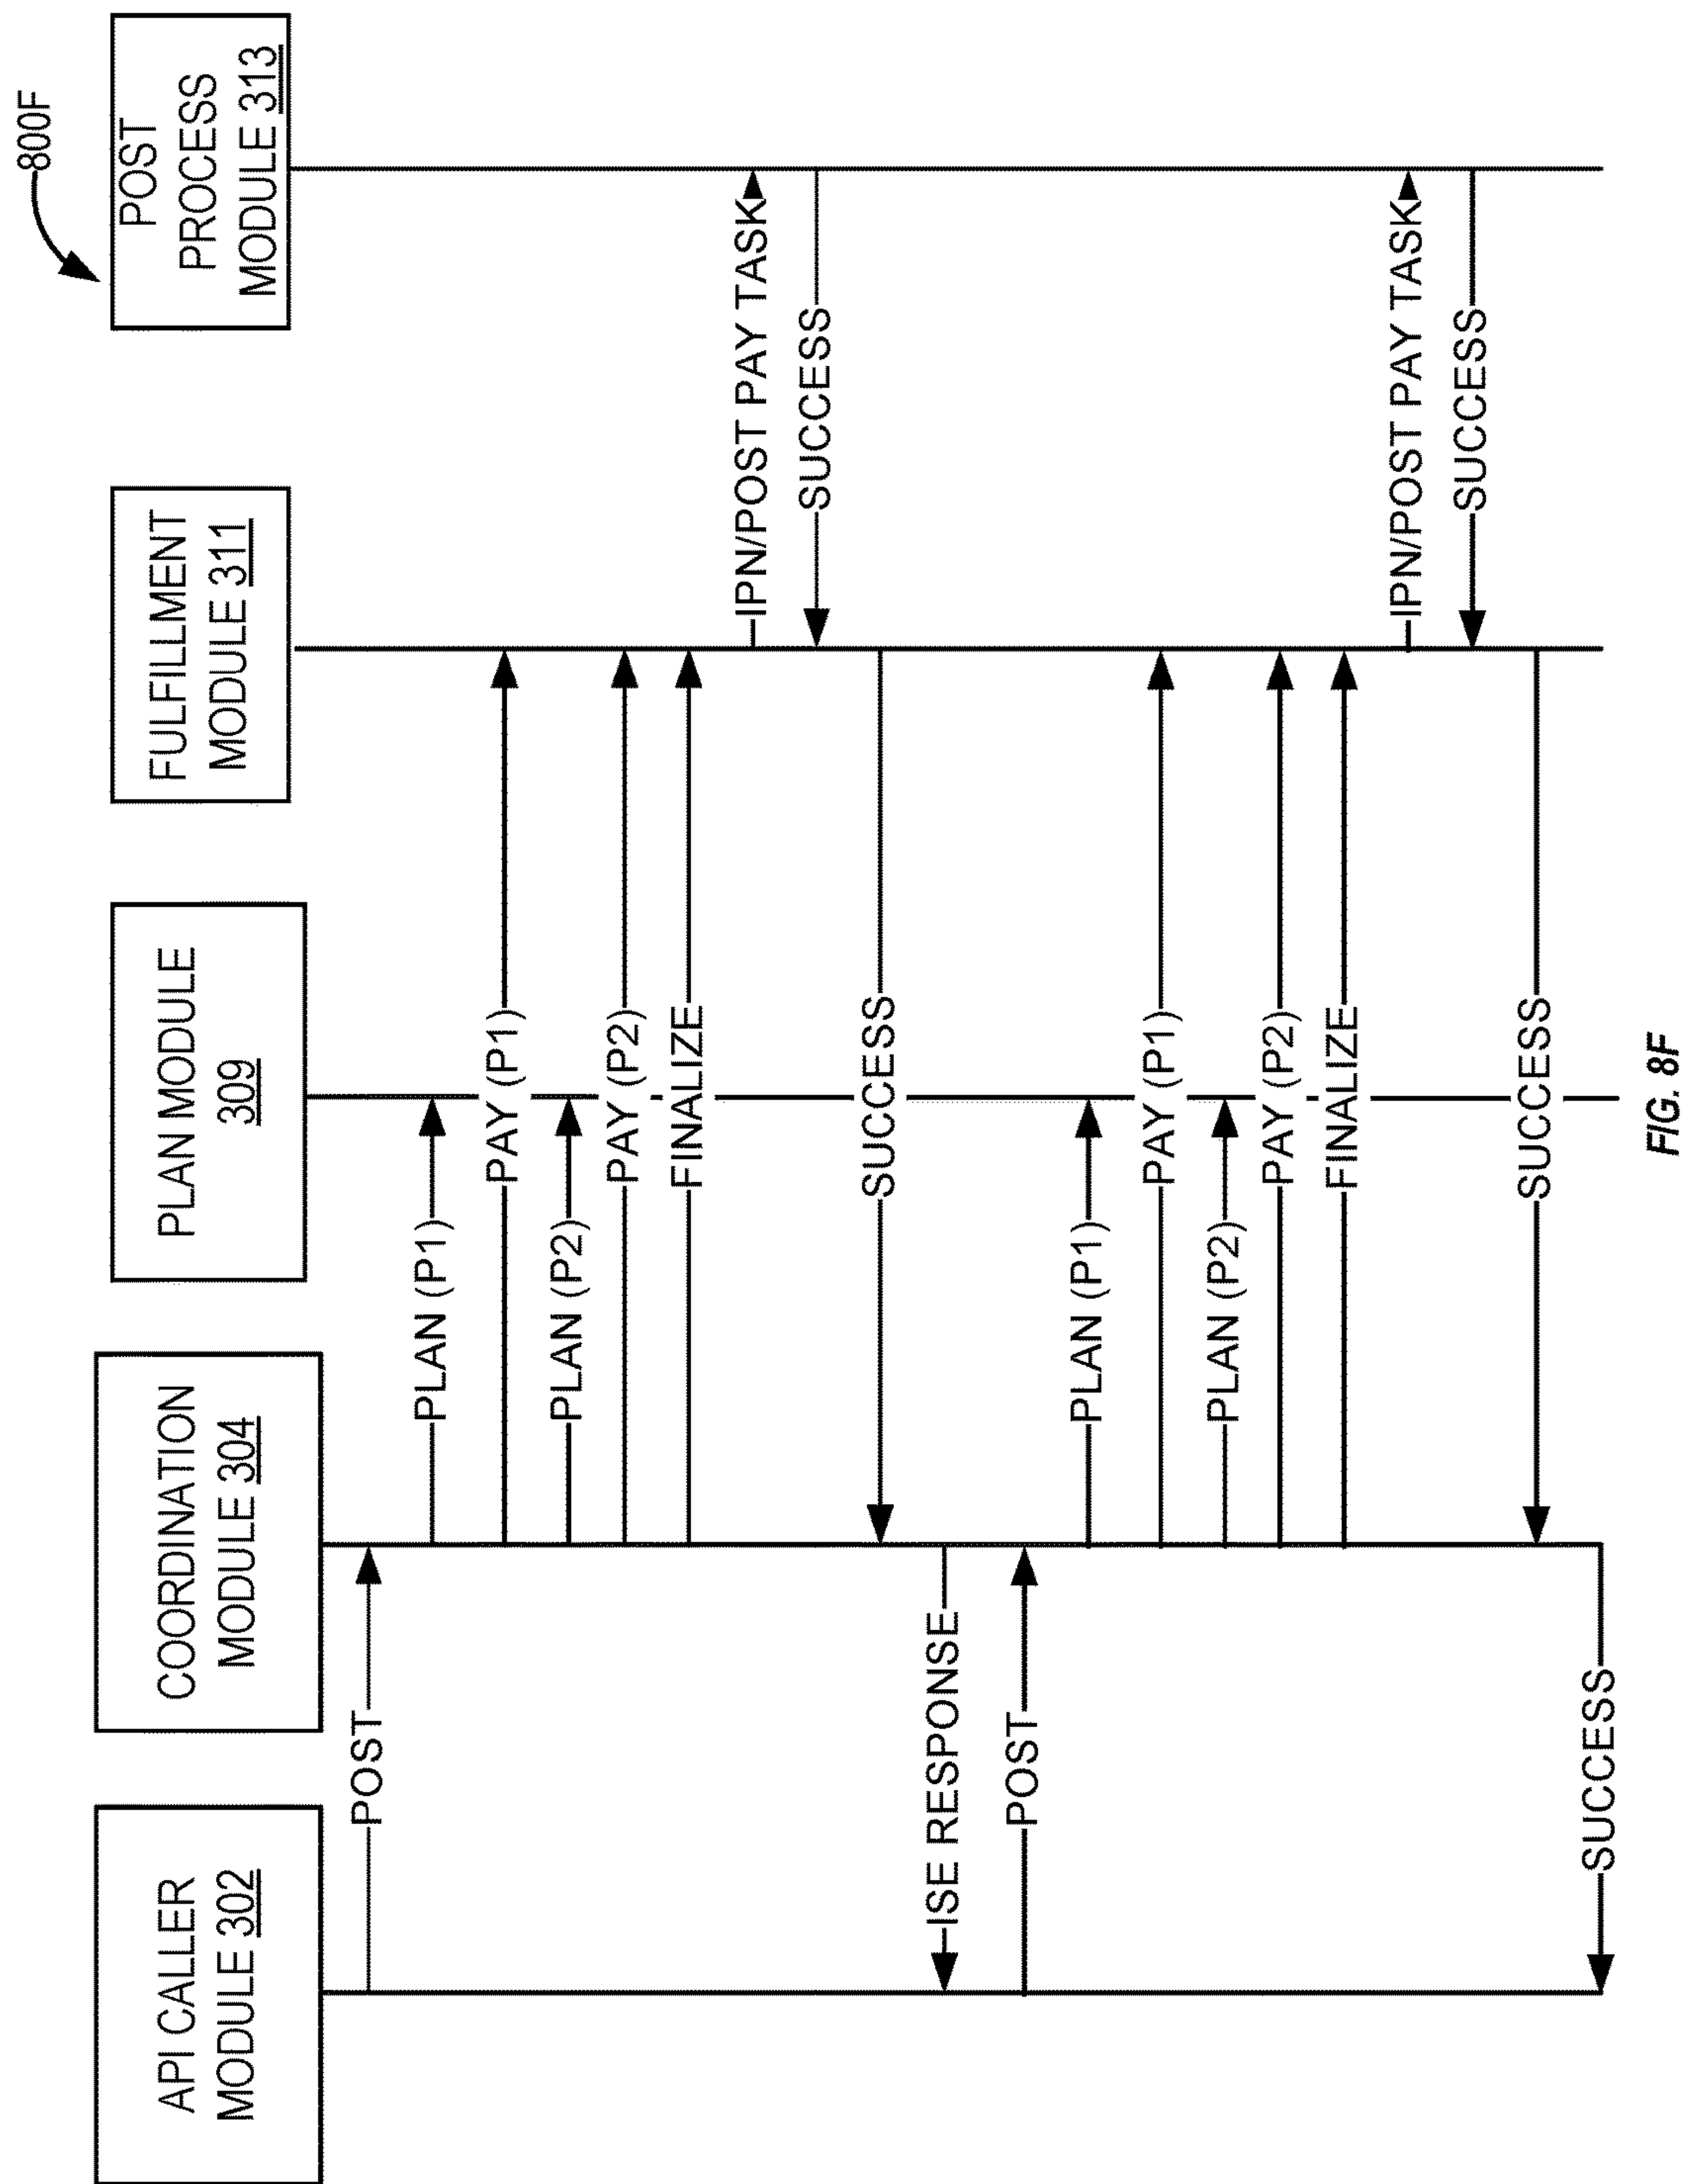 800F
API CALLER
MODULE 302
COORDINATION
MODULE 304
PLAN MODULE
309
FULFILLMENT
MODULE 311
POST
PROCESS
MODULE 313
POST
PLAN (P1)
PAY (P1)
PLAN (P2)
PAY (P2)
FINALIZE
IPN/POST PAY TASK
SUCCESS
SUCCESS
ISE RESPONSE
POST
PLAN (P1)
PAY (P1)
PLAN (P2)
PAY (P2)
FINALIZE
IPN/POST PAY TASK
SUCCESS
SUCCESS
SUCCESS
FIG. 8F